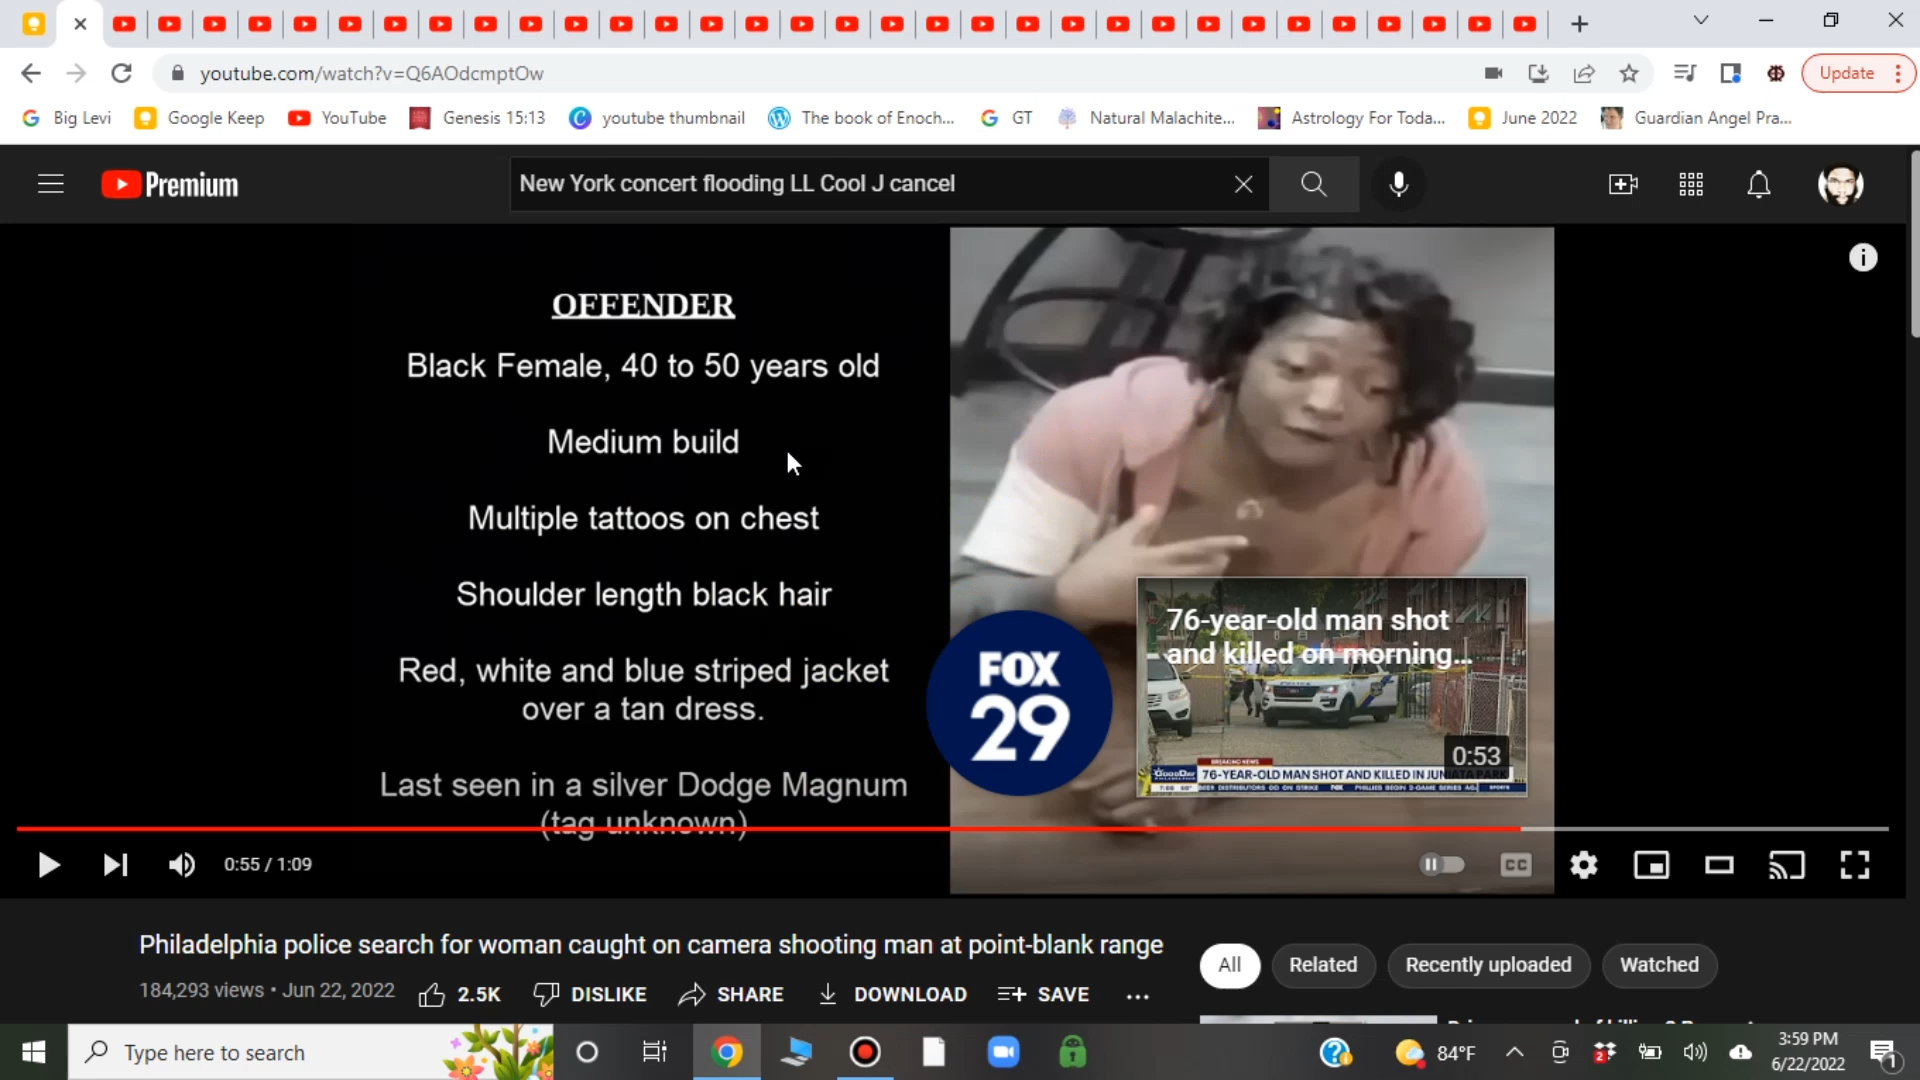 youtube.com/watch?v=Q6AOdcmptOw
Update
Big Levi
Google Keep
YouTube
Genesis 15:13
youtube thumbnail
The book of Enoch...
GT
Natural Malachite...
Astrology For Toda...
June 2022
Guardian Angel Pra...
Premium
New York concert flooding LL Cool J cancel
OFFENDER
Black Female, 40 to 50 years old
Medium build
Multiple tattoos on chest
Shoulder length black hair
Red, white and blue striped jacket
over a tan dress.
Last seen in a silver Dodge Magnum
(tag unknown)
FOX
29
76-year-old man shot
and killed on morning...
0:53
BREAKING NEWS
76-YEAR-OLD MAN SHOT AND KILLED IN JUNIATA PARK
0:55 / 1:09
CC
Philadelphia police search for woman caught on camera shooting man at point-blank range
184,293 views • Jun 22, 2022
2.5K
DISLIKE
SHARE
DOWNLOAD
SAVE
All
Related
Recently uploaded
Watched
Type here to search
84°F
3:59 PM
6/22/2022